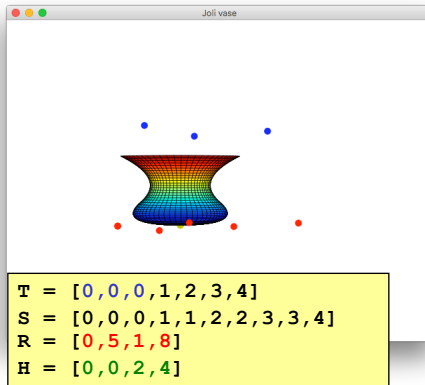 Joli vase
T = [0,0,0,1,2,3,4]
S = [0,0,0,1,1,2,2,3,3,4]
R = [0,5,1,8]
H = [0,0,2,4]